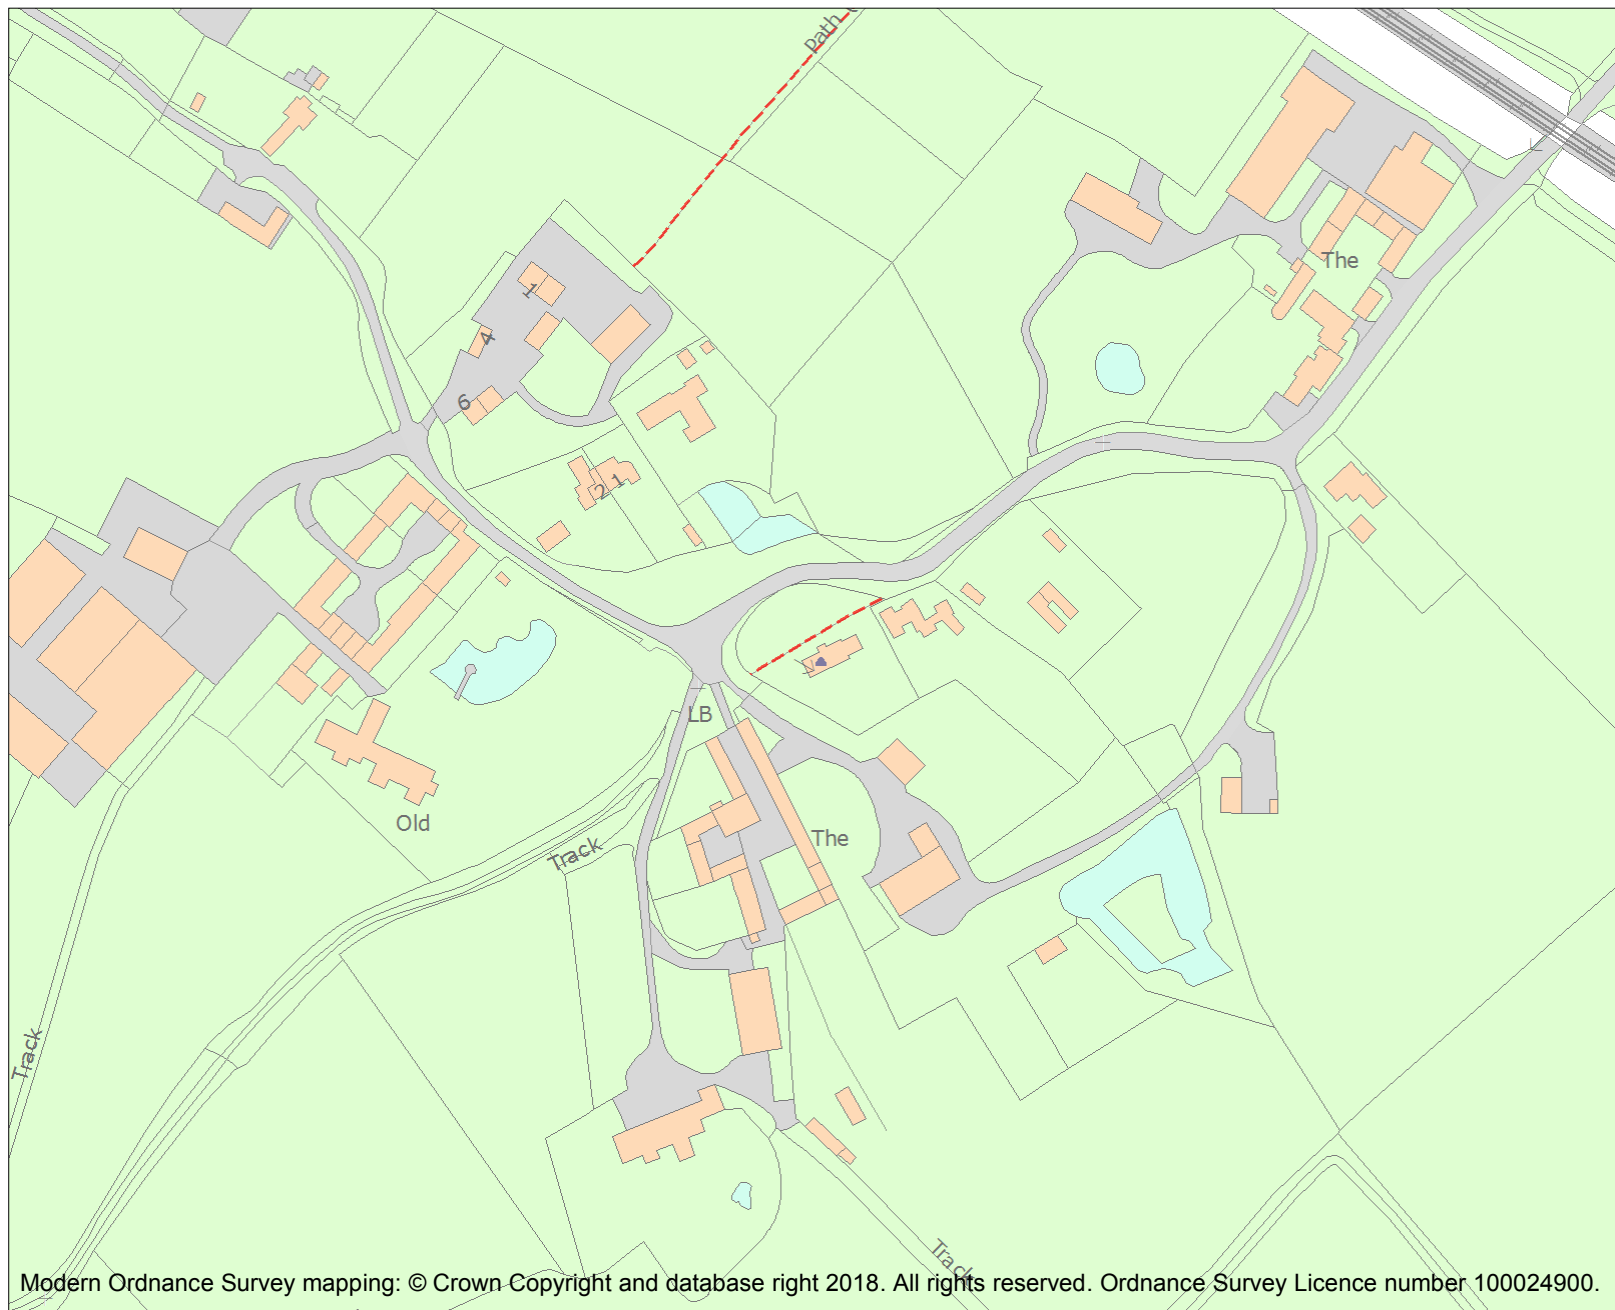 Path
The
1
4
6
2 1
LB
The
Old
Track
Track
Track
Modern Ordnance Survey mapping: © Crown Copyright and database right 2018. All rights reserved. Ordnance Survey Licence number 100024900.